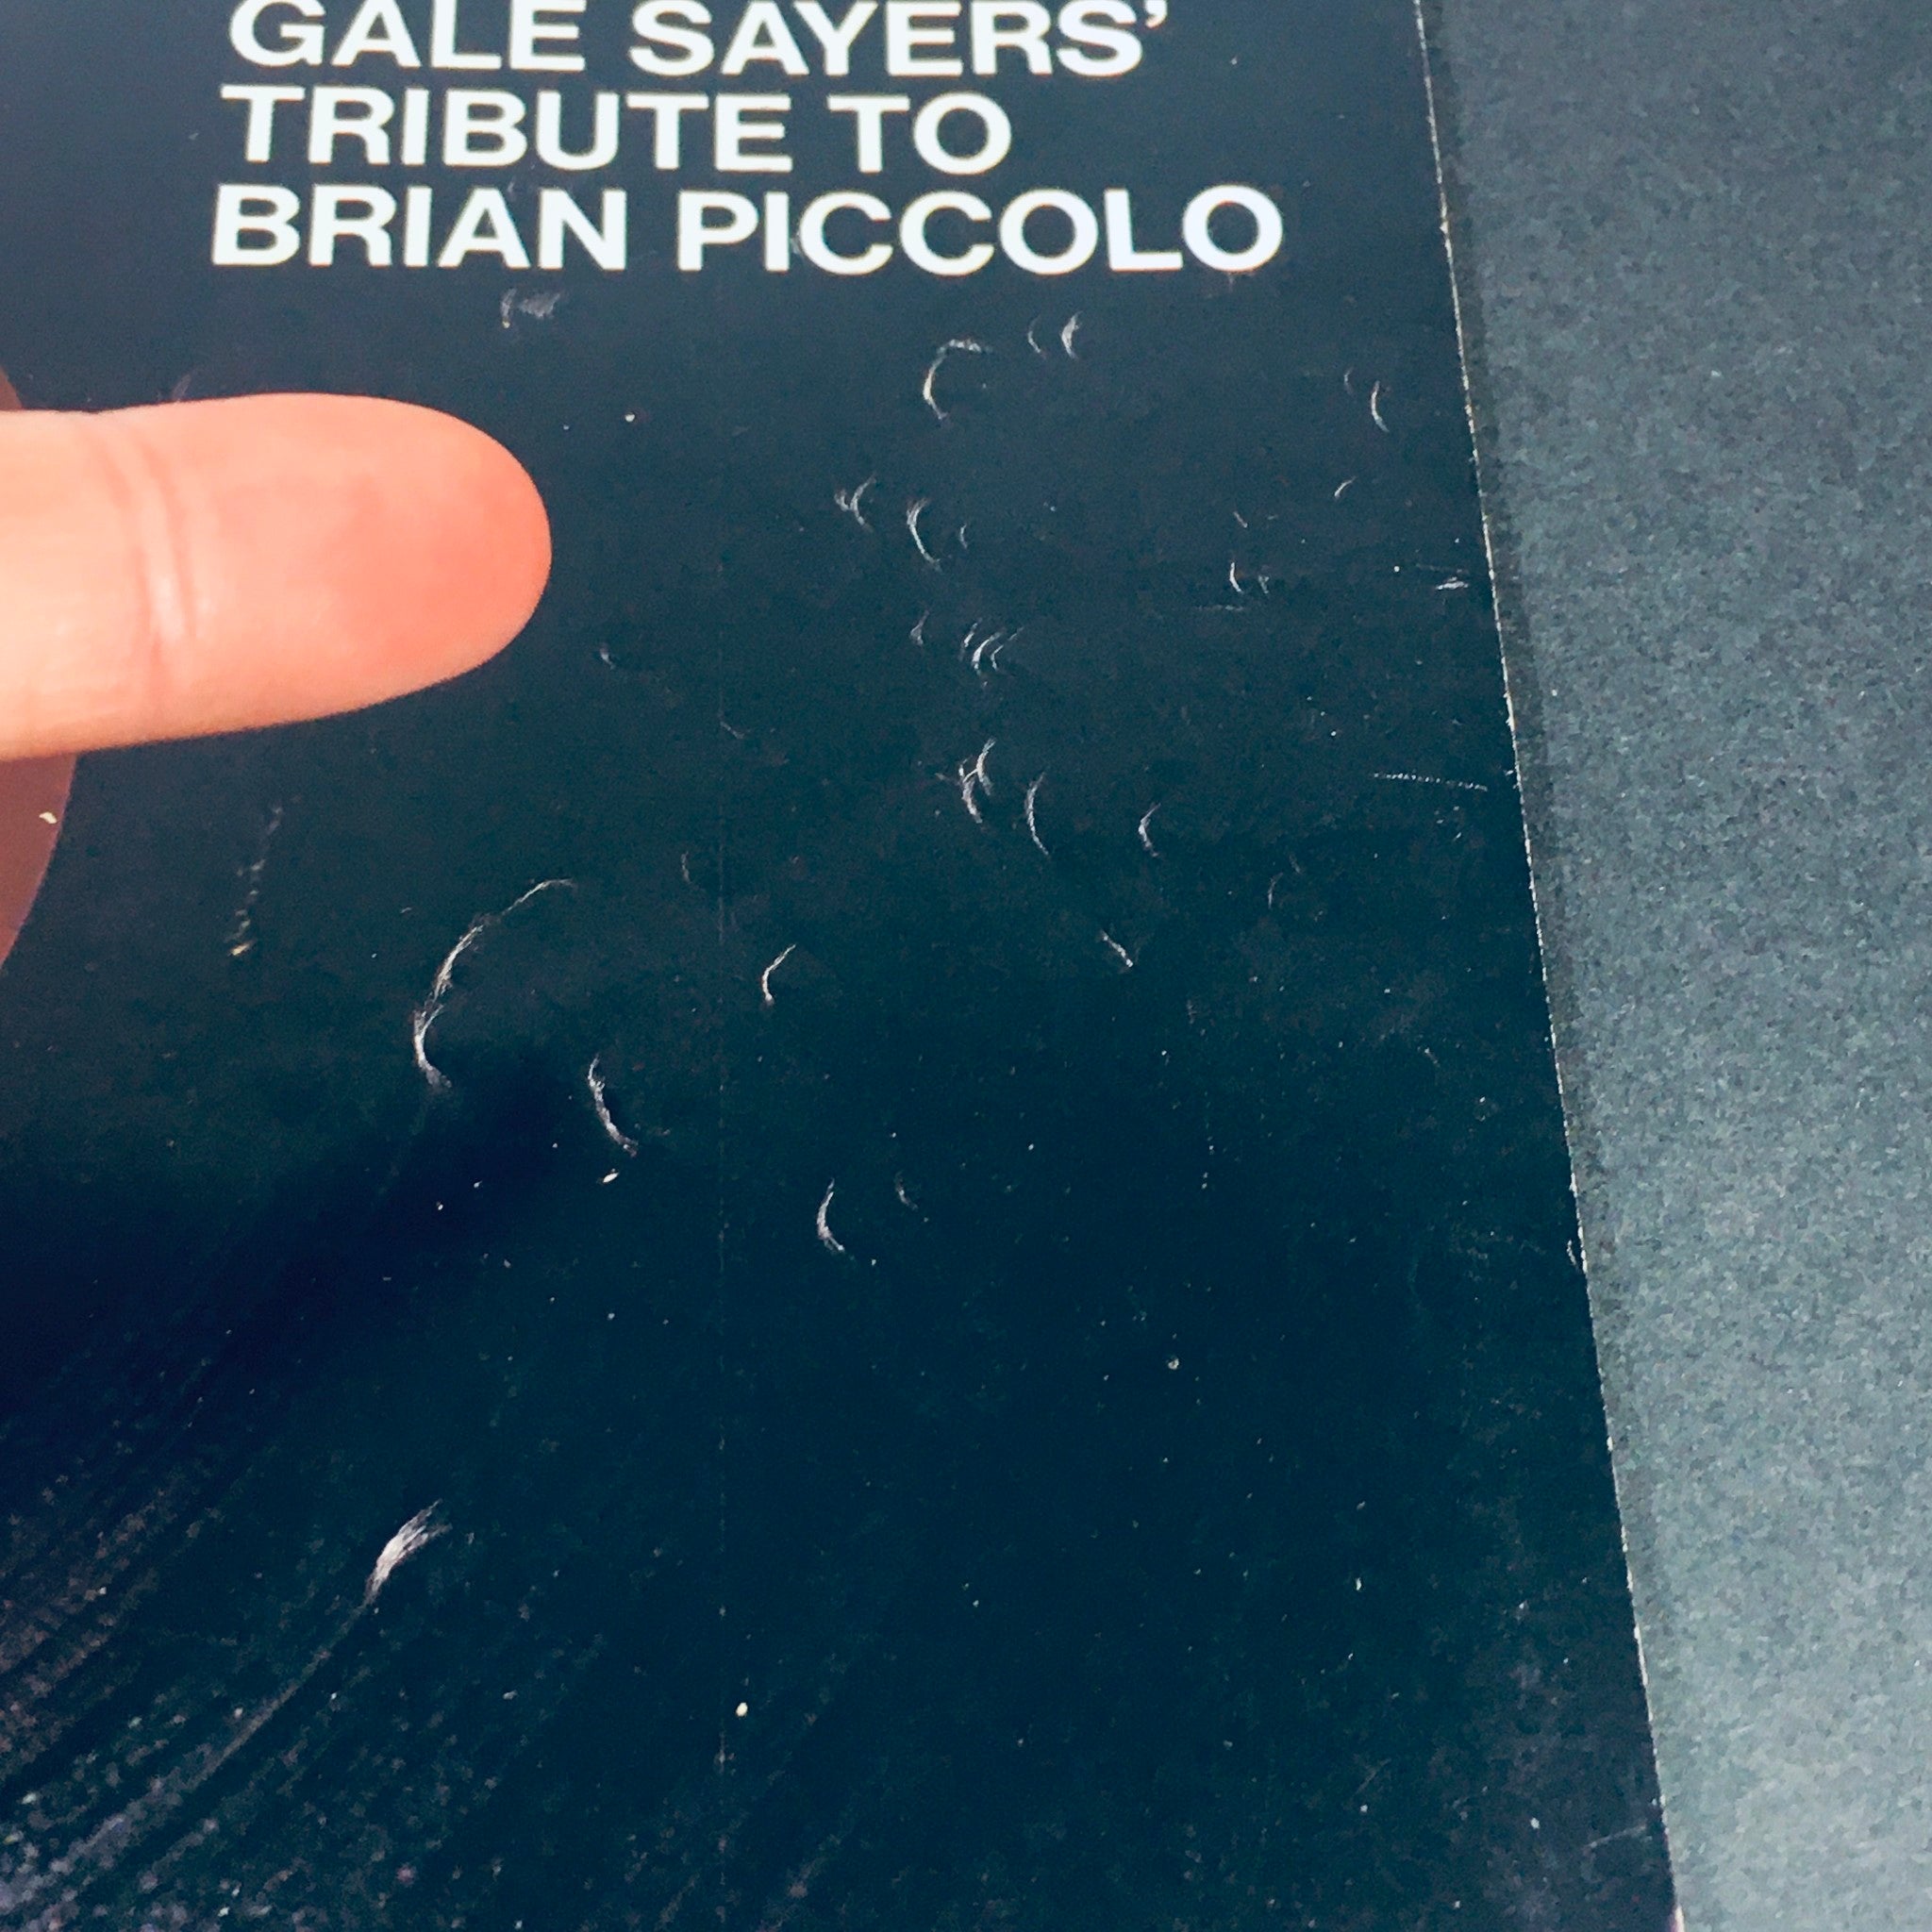 GALE SAYERS'
TRIBUTE TO
BRIAN PICCOLO